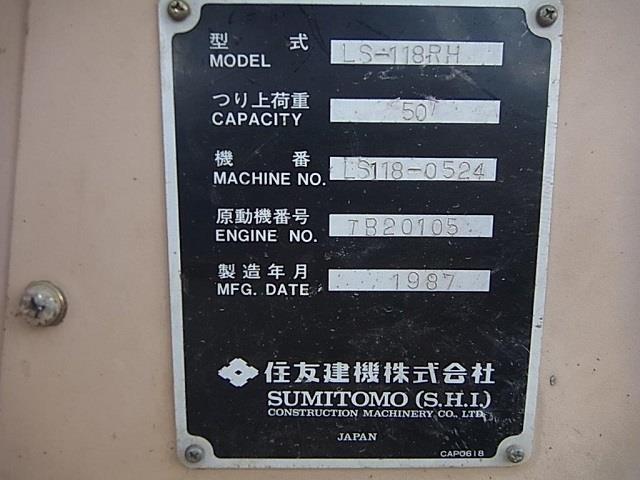 型 式
MODEL LS-118RH
つり上荷重
CAPACITY 50T
機 番
MACHINE NO. LS118-0524
原動機番号
ENGINE NO. TB20105
製造年月
MFG. DATE 1987
住友建機株式会社
SUMITOMO (S.H.I.)
CONSTRUCTION MACHINERY CO., LTD.
JAPAN
CAP0618